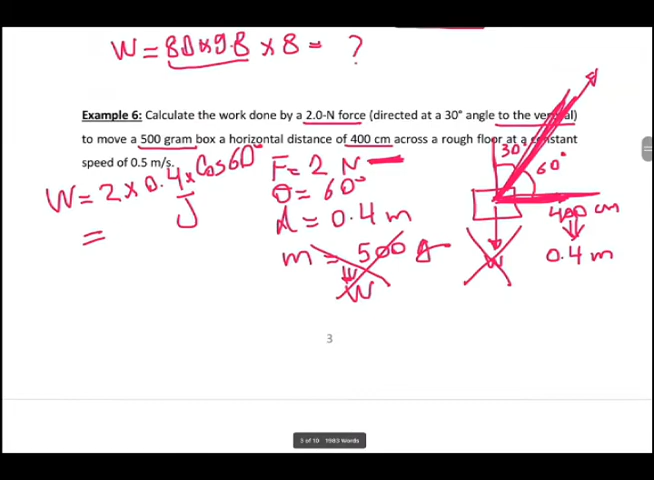 W = 80 × 9.8 × 8 = ?
Example 6: Calculate the work done by a 2.0-N force (directed at a 30° angle to the vertical)
to move a 500 gram box a horizontal distance of 400 cm across a rough floor at a constant
speed of 0.5 m/s.
W = 2 × 0.4 × Cos 60°
J
=
F = 2 N
θ = 60°
d = 0.4 m
m = 500 g
W
30
60°
400 cm
0.4 m
W
3
3 of 10 1983 Words